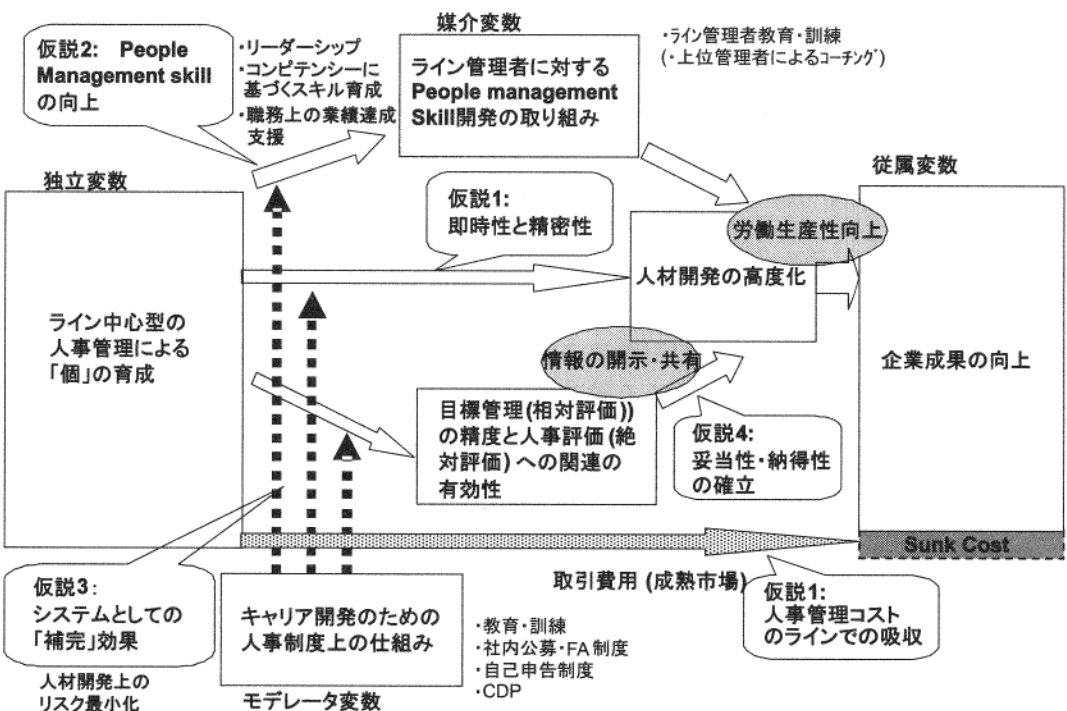 媒介変数
仮説2: People
Management skill
の向上
・リーダーシップ
・コンピテンシーに
基づくスキル育成
・職務上の業績達成
支援
ライン管理者に対する
People management
Skill開発の取り組み
・ライン管理者教育・訓練
(・上位管理者によるコーチング)
独立変数
従属変数
仮説1:
即時性と精密性
労働生産性向上
人材開発の高度化
ライン中心型の
人事管理による
「個」の育成
企業成果の向上
情報の開示・共有
目標管理(相対評価))
の精度と人事評価(絶
対評価)への関連の
有効性
仮説4:
妥当性・納得性
の確立
Sunk Cost
取引費用(成熟市場)
仮説3:
システムとしての
「補完」効果
人材開発上の
リスク最小化
キャリア開発のための
人事制度上の仕組み
モデレータ変数
・教育・訓練
・社内公募・FA制度
・自己申告制度
・CDP
仮説1:
人事管理コスト
のラインでの吸収